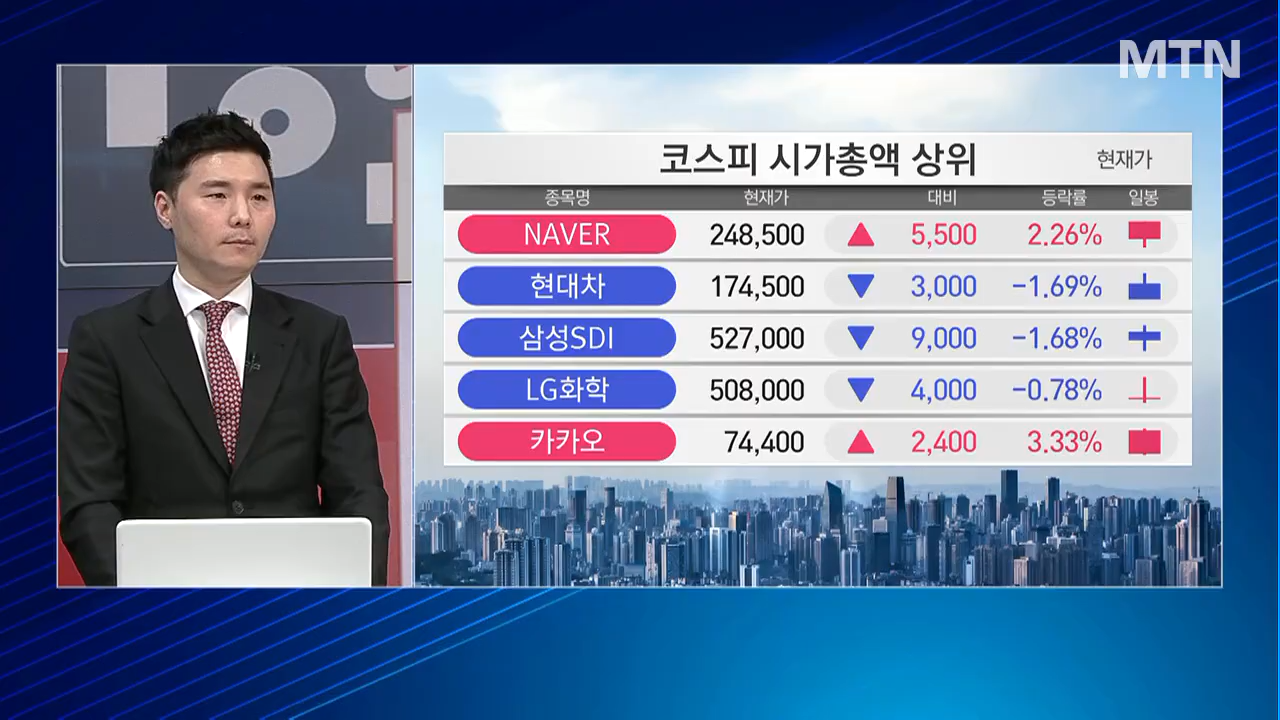 MTN
코스피 시가총액 상위 현재가
종목명 현재가 대비 등락률 일봉
NAVER 248,500 ▲ 5,500 2.26%
현대차 174,500 ▼ 3,000 -1.69%
삼성SDI 527,000 ▼ 9,000 -1.68%
LG화학 508,000 ▼ 4,000 -0.78%
카카오 74,400 ▲ 2,400 3.33%